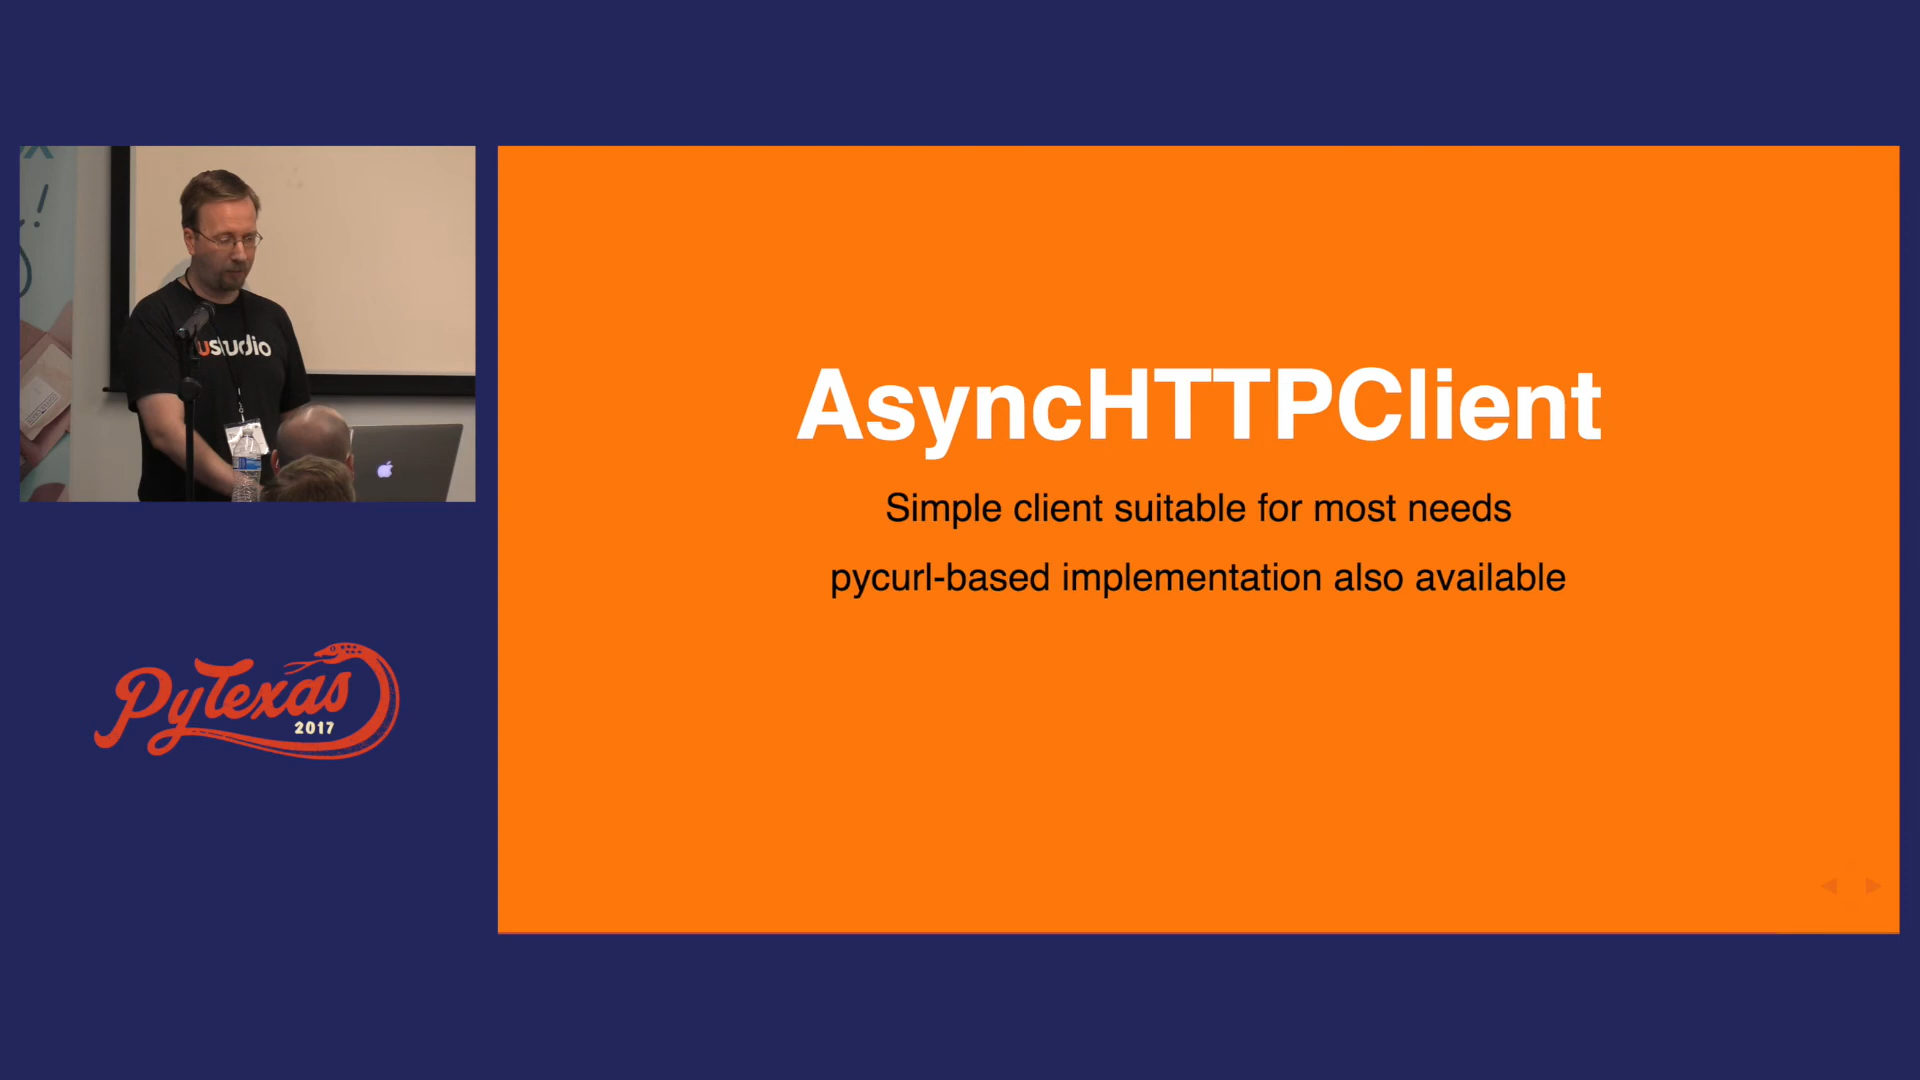 ustudio
AsyncHTTPClient
Simple client suitable for most needs
pycurl-based implementation also available
PyTexas
2017